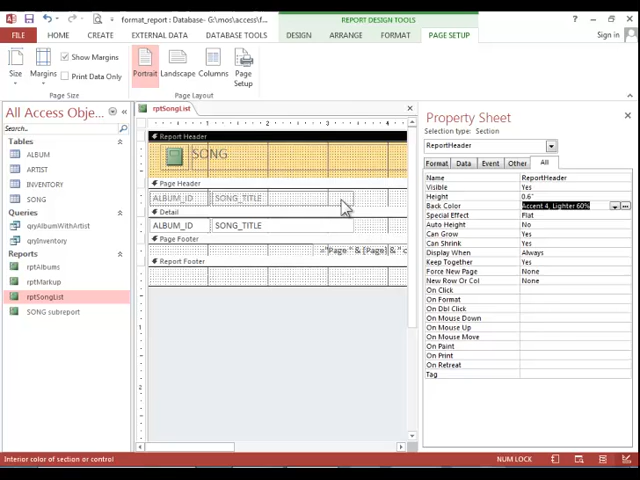 REPORT DESIGN TOOLS
format_report : Database- G:\mos\access\f...
Sign in
FILE HOME CREATE EXTERNAL DATA DATABASE TOOLS DESIGN ARRANGE FORMAT PAGE SETUP
Show Margins
Print Data Only
Size Margins Portrait Landscape Columns Page Setup
Page Size Page Layout
All Access Obje...
Search...
Tables
ALBUM
ARTIST
INVENTORY
SONG
Queries
qryAlbumWithArtist
qryInventory
Reports
rptAlbums
rptMarkup
rptSongList
SONG subreport
rptSongList
1 2 3 4
Report Header
SONG
Page Header
ALBUM_ID SONG_TITLE
Detail
ALBUM_ID SONG_TITLE
Page Footer
="Page " & [Page] & " c
Report Footer
1
2
Property Sheet
Selection type: Section
ReportHeader
Format Data Event Other All
Name ReportHeader
Visible Yes
Height 0.6"
Back Color Accent 4, Lighter 60%
Special Effect Flat
Auto Height No
Can Grow Yes
Can Shrink Yes
Display When Always
Keep Together Yes
Force New Page None
New Row Or Col None
On Click
On Format
On Dbl Click
On Mouse Down
On Mouse Up
On Mouse Move
On Paint
On Print
On Retreat
Tag
Interior color of section or control
NUM LOCK